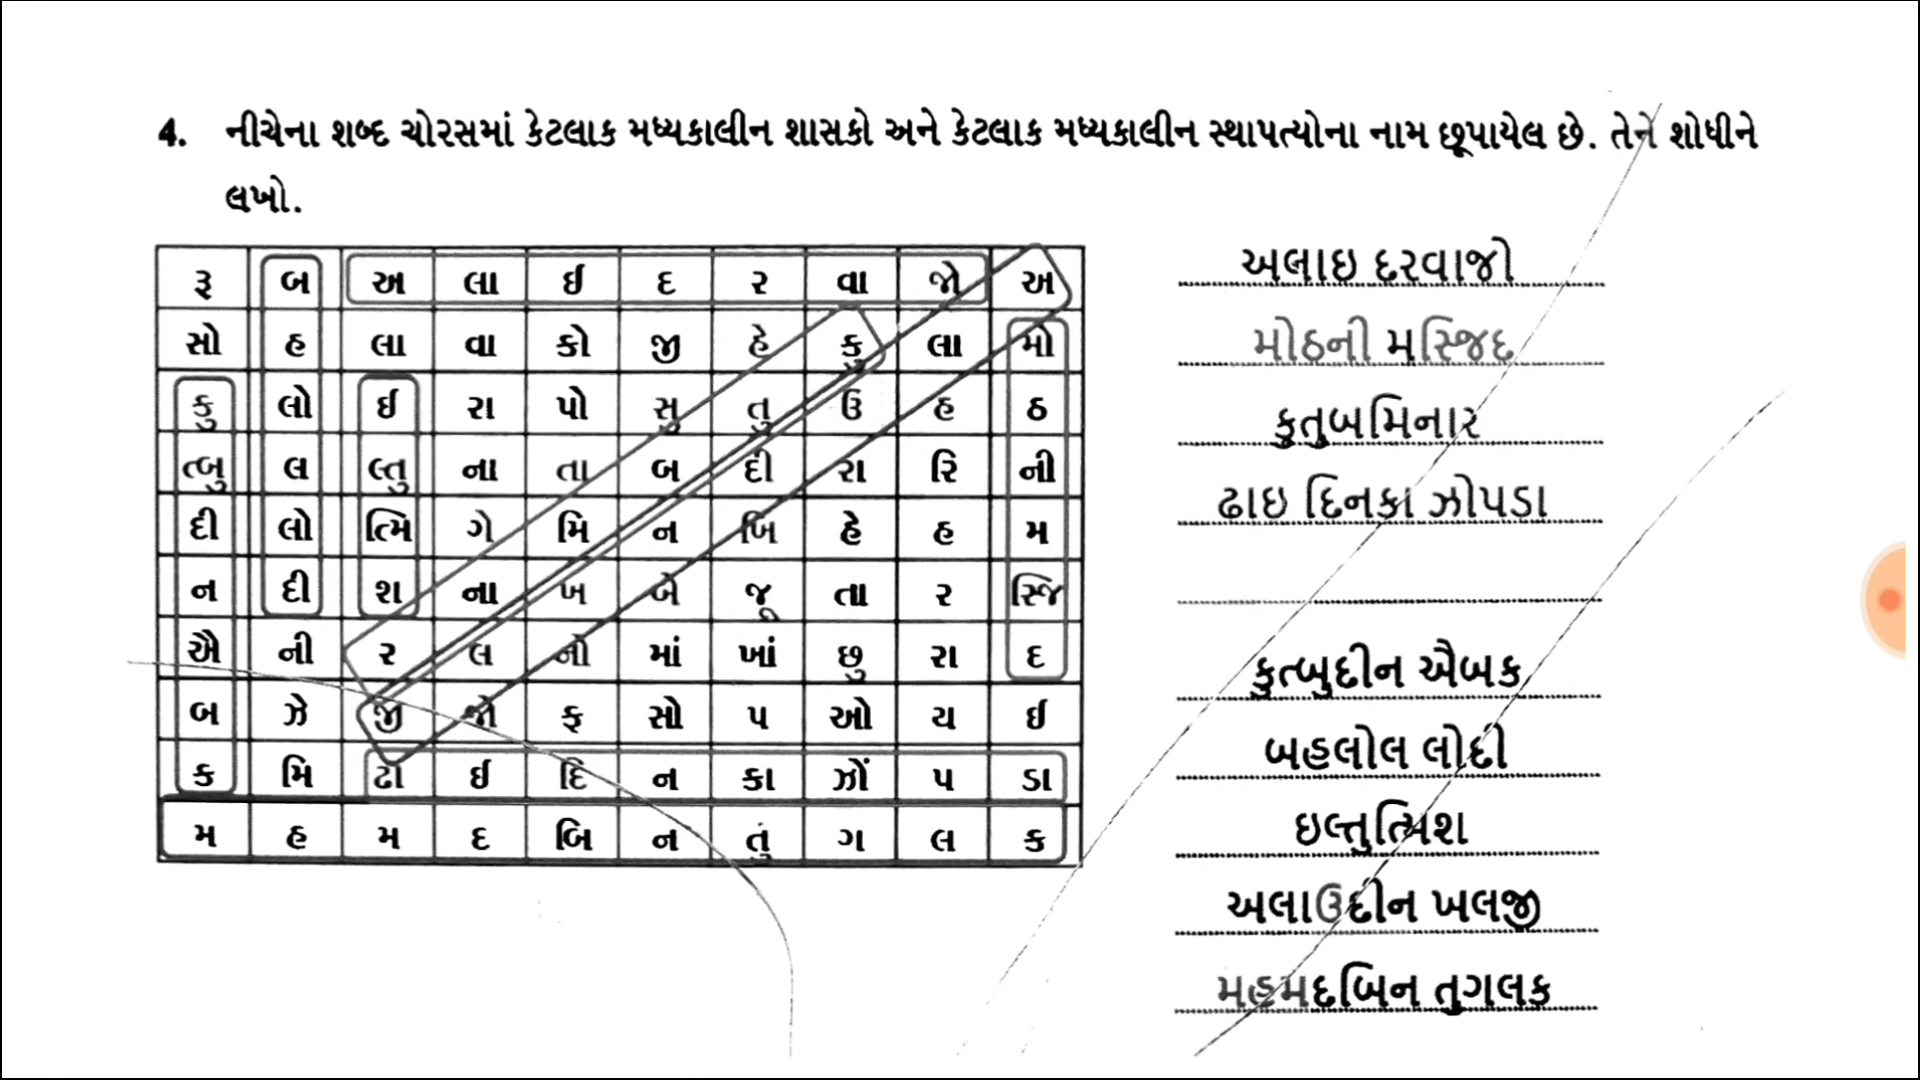 4. નીચેના શબ્દ ચોરસમાં કેટલાક મધ્યકાલીન શાસકો અને કેટલાક મધ્યકાલીન સ્થાપત્યોના નામ છૂપાયેલ છે. તેને શોધીને
લખો.
રૂ બ અ લા ઈ દ ર વા જો અ
સો હ લા વા કો જી હે કુ લા મો
કુ લો ઈ રા પો સુ તુ ઉ હ ઠ
ત્બુ લ લ્તુ ના તા બ દી રા રિ ની
દી લો ત્મિ ગે મિ ન બિ હે હ મ
ન દી શ ના ખ બે જૂ તા ર સ્જિ
ઐ ની ર લ નો માં ખાં છુ રા દ
બ ઝે જી જો ફ સો પ ઓ ય ઈ
ક મિ ઢા ઈ દિ ન કા ઝોં પ ડા
મ હ મ દ બિ ન તું ગ લ ક
અલાઇ દરવાજો
મોઠની મસ્જિદ
કુતુબમિનાર
ઢાઇ દિનકા ઝોપડા
કુત્બુદીન ઐબક
બહલોલ લોદી
ઇલ્તુત્મિશ
અલાઉદીન ખલજી
મહમદબિન તુગલક